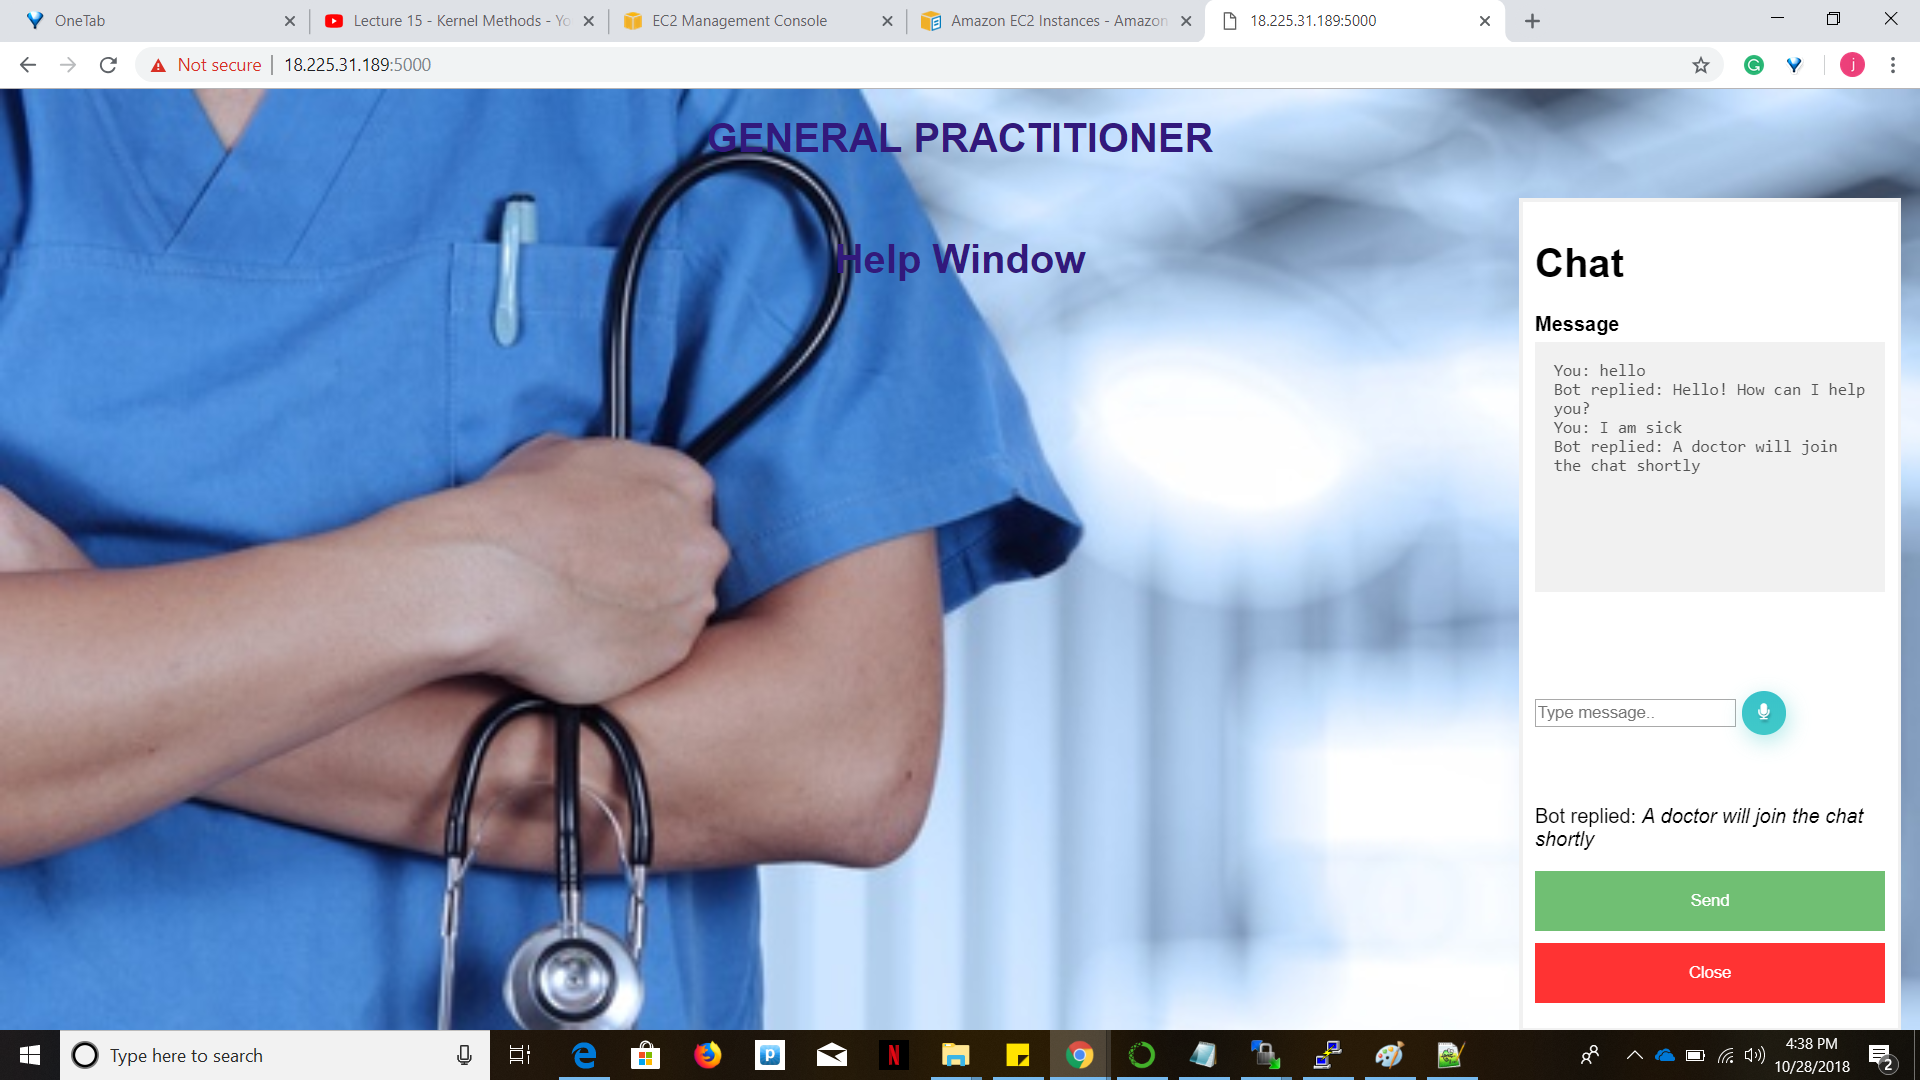 OneTab
Lecture 15 - Kernel Methods - Yo
EC2 Management Console
Amazon EC2 Instances - Amazon
18.225.31.189:5000
Not secure
18.225.31.189:5000
j
GENERAL PRACTITIONER
Help Window
Chat
Message
You: hello
Bot replied: Hello! How can I help
you?
You: I am sick
Bot replied: A doctor will join
the chat shortly
Type message..
Bot replied: A doctor will join the chat
shortly
Send
Close
Type here to search
4:38 PM
10/28/2018
2